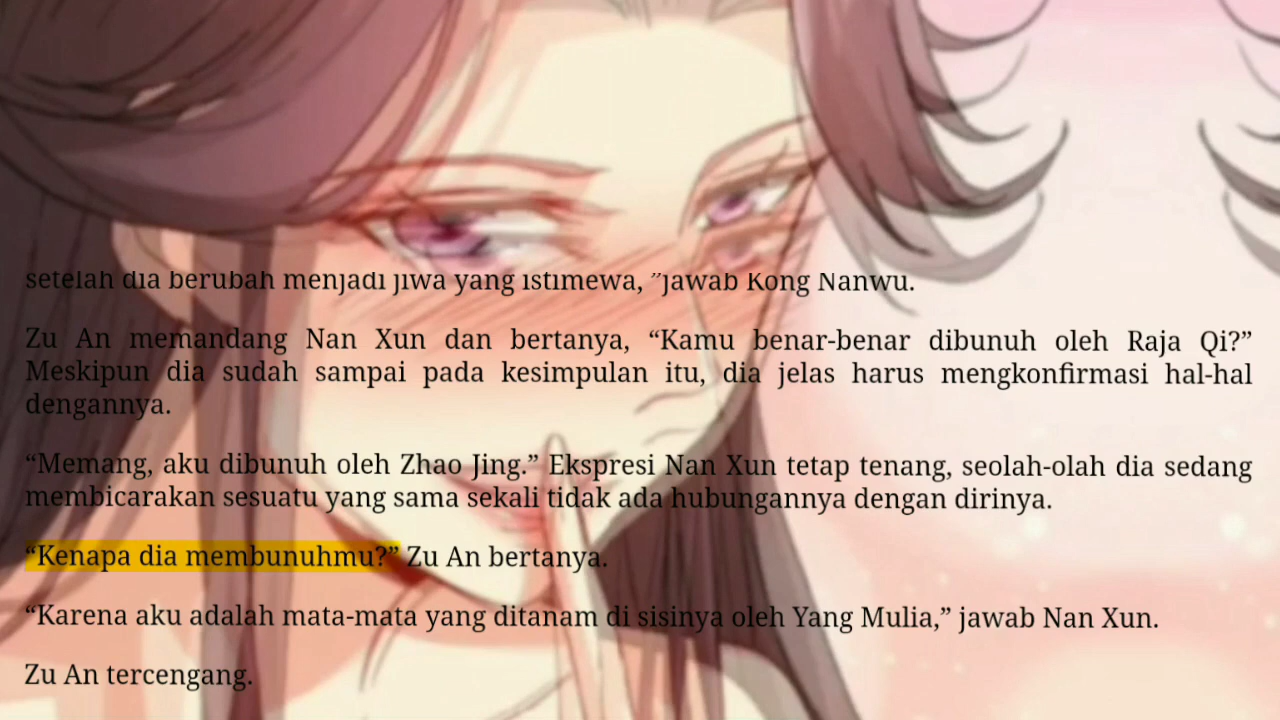 setelah dia berubah menjadi jiwa yang istimewa, ”jawab Kong Nanwu.
Zu An memandang Nan Xun dan bertanya, “Kamu benar-benar dibunuh oleh Raja Qi?”
Meskipun dia sudah sampai pada kesimpulan itu, dia jelas harus mengkonfirmasi hal-hal
dengannya.
“Memang, aku dibunuh oleh Zhao Jing.” Ekspresi Nan Xun tetap tenang, seolah-olah dia sedang
membicarakan sesuatu yang sama sekali tidak ada hubungannya dengan dirinya.
“Kenapa dia membunuhmu?” Zu An bertanya.
“Karena aku adalah mata-mata yang ditanam di sisinya oleh Yang Mulia,” jawab Nan Xun.
Zu An tercengang.